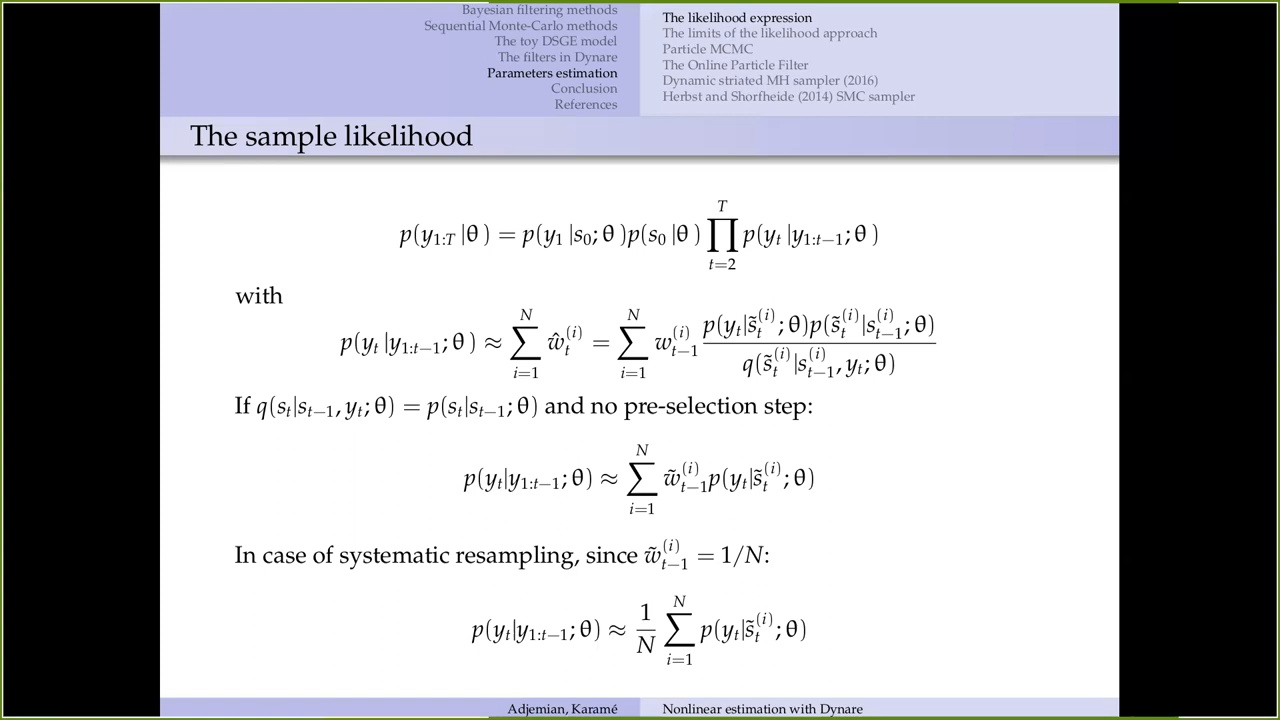 Bayesian filtering methods
Sequential Monte-Carlo methods
The toy DSGE model
The filters in Dynare
Parameters estimation
Conclusion
References
The likelihood expression
The limits of the likelihood approach
Particle MCMC
The Online Particle Filter
Dynamic striated MH sampler (2016)
Herbst and Shorfheide (2014) SMC sampler
The sample likelihood
p(y_{1:T} |θ) = p(y_1 |s_0; θ)p(s_0 |θ) ∏_{t=2}^{T} p(y_t |y_{1:t−1}; θ)
with
p(y_t |y_{1:t−1}; θ) ≈ ∑_{i=1}^{N} ŵ_t^{(i)} = ∑_{i=1}^{N} w_{t−1}^{(i)} \frac{p(y_t|s̃_t^{(i)}; θ)p(s̃_t^{(i)}|s_{t−1}^{(i)}; θ)}{q(s̃_t^{(i)}|s_{t−1}^{(i)}, y_t; θ)}
If q(s_t|s_{t−1}, y_t; θ) = p(s_t|s_{t−1}; θ) and no pre-selection step:
p(y_t|y_{1:t−1}; θ) ≈ ∑_{i=1}^{N} w̃_{t−1}^{(i)} p(y_t|s̃_t^{(i)}; θ)
In case of systematic resampling, since w̃_{t−1}^{(i)} = 1/N:
p(y_t|y_{1:t−1}; θ) ≈ \frac{1}{N} ∑_{i=1}^{N} p(y_t|s̃_t^{(i)}; θ)
Adjemian, Karamé
Nonlinear estimation with Dynare